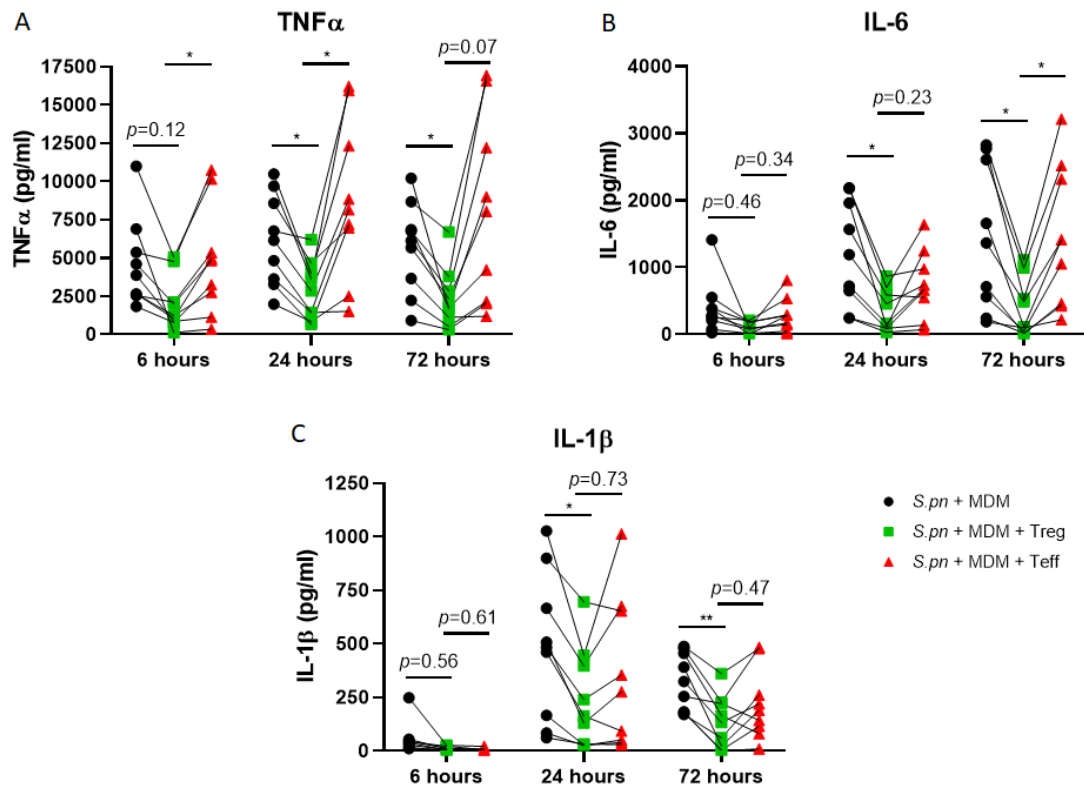 A
TNFα
TNFα (pg/ml)
17500
15000
12500
10000
7500
5000
2500
0
p=0.12
*
*
*
*
p=0.07
6 hours
24 hours
72 hours
B
IL-6
IL-6 (pg/ml)
4000
3000
2000
1000
0
p=0.46
p=0.34
*
p=0.23
*
*
6 hours
24 hours
72 hours
C
IL-1β
IL-1β (pg/ml)
1250
1000
750
500
250
0
p=0.56
p=0.61
*
p=0.73
**
p=0.47
6 hours
24 hours
72 hours
S.pn + MDM
S.pn + MDM + Treg
S.pn + MDM + Teff